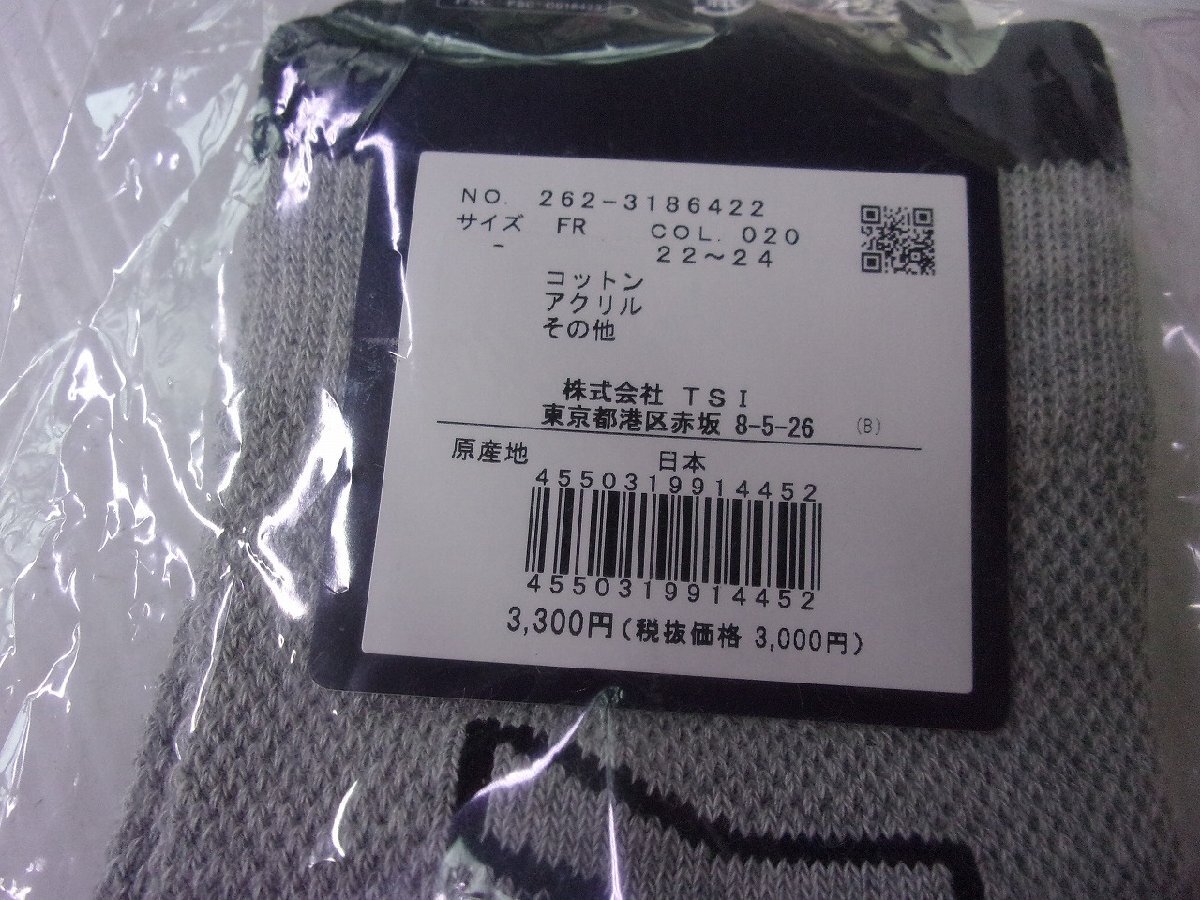 NO. 262-3186422
サイズ FR COL. 020
- 22~24
コットン
アクリル
その他
株式会社 TSI
東京都港区赤坂 8-5-26 (B)
原産地 日本
4550319914452
4550319914452
3,300円(税抜価格 3,000円)